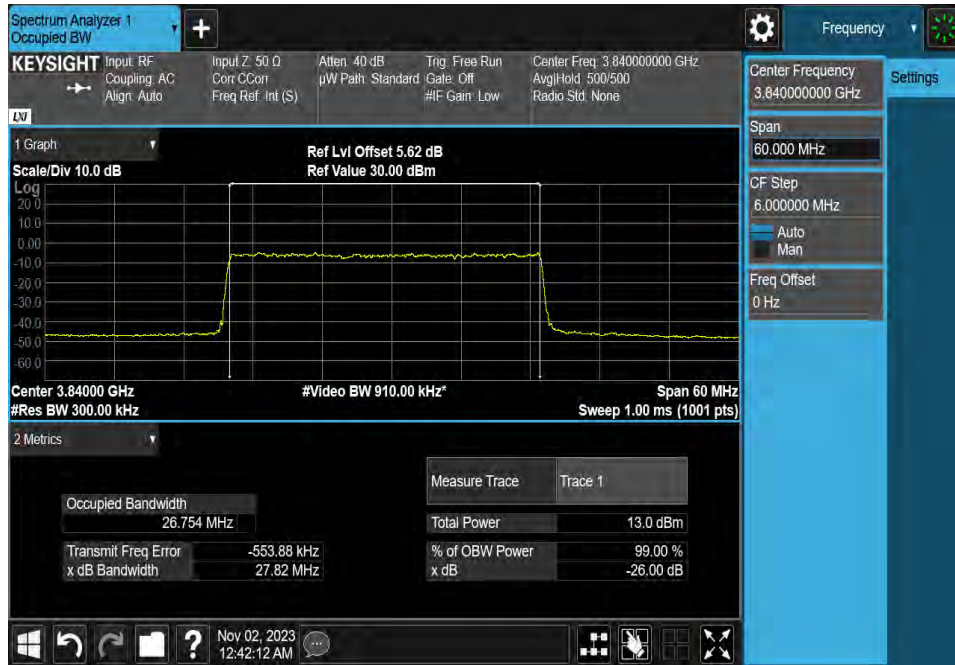 Spectrum Analyzer 1
Occupied BW
+
Frequency
KEYSIGHT
LXI
Input: RF
Coupling: AC
Align: Auto
Input Z: 50 Ω
Corr CCorr
Freq Ref: Int (S)
Atten: 40 dB
µW Path: Standard
Trig: Free Run
Gate: Off
#IF Gain: Low
Center Freq: 3.840000000 GHz
Avg|Hold: 500/500
Radio Std: None
Center Frequency
3.840000000 GHz
Settings
Span
60.000 MHz
CF Step
6.000000 MHz
Auto
Man
Freq Offset
0 Hz
1 Graph
Scale/Div 10.0 dB
Ref Lvl Offset 5.62 dB
Ref Value 30.00 dBm
Log
20.0
10.0
0.00
-10.0
-20.0
-30.0
-40.0
-50.0
-60.0
Center 3.84000 GHz
#Video BW 910.00 kHz*
Span 60 MHz
#Res BW 300.00 kHz
Sweep 1.00 ms (1001 pts)
2 Metrics
Measure Trace
Trace 1
Occupied Bandwidth
26.754 MHz
Total Power
13.0 dBm
Transmit Freq Error
-553.88 kHz
% of OBW Power
99.00 %
x dB Bandwidth
27.82 MHz
x dB
-26.00 dB
?
Nov 02, 2023
12:42:12 AM